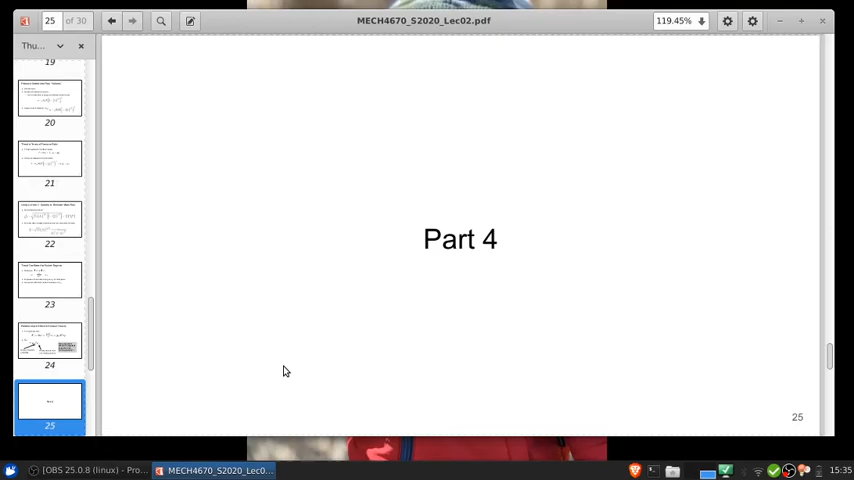 25 of 30
MECH4670_S2020_Lec02.pdf
119.45%
Thu...
19
20
21
22
23
24
25
Part 4
25
[OBS 25.0.8 (linux) - Pro...
MECH4670_S2020_Lec0...
15:35